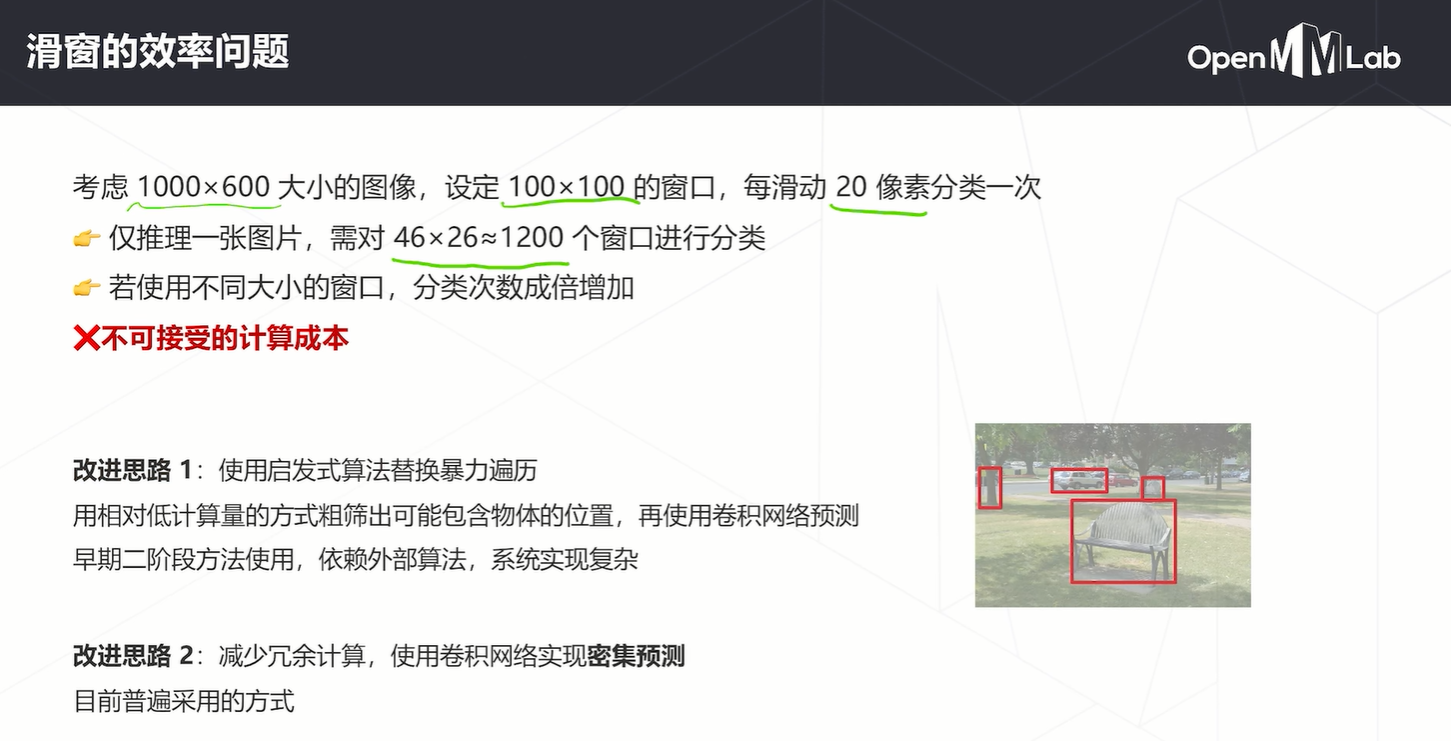 滑窗的效率问题
OpenMMLab
考虑 1000×600 大小的图像，设定 100×100 的窗口，每滑动 20 像素分类一次
👉 仅推理一张图片，需对 46×26≈1200 个窗口进行分类
👉 若使用不同大小的窗口，分类次数成倍增加
❌不可接受的计算成本
改进思路 1：使用启发式算法替换暴力遍历
用相对低计算量的方式粗筛出可能包含物体的位置，再使用卷积网络预测
早期二阶段方法使用，依赖外部算法，系统实现复杂
改进思路 2：减少冗余计算，使用卷积网络实现密集预测
目前普遍采用的方式